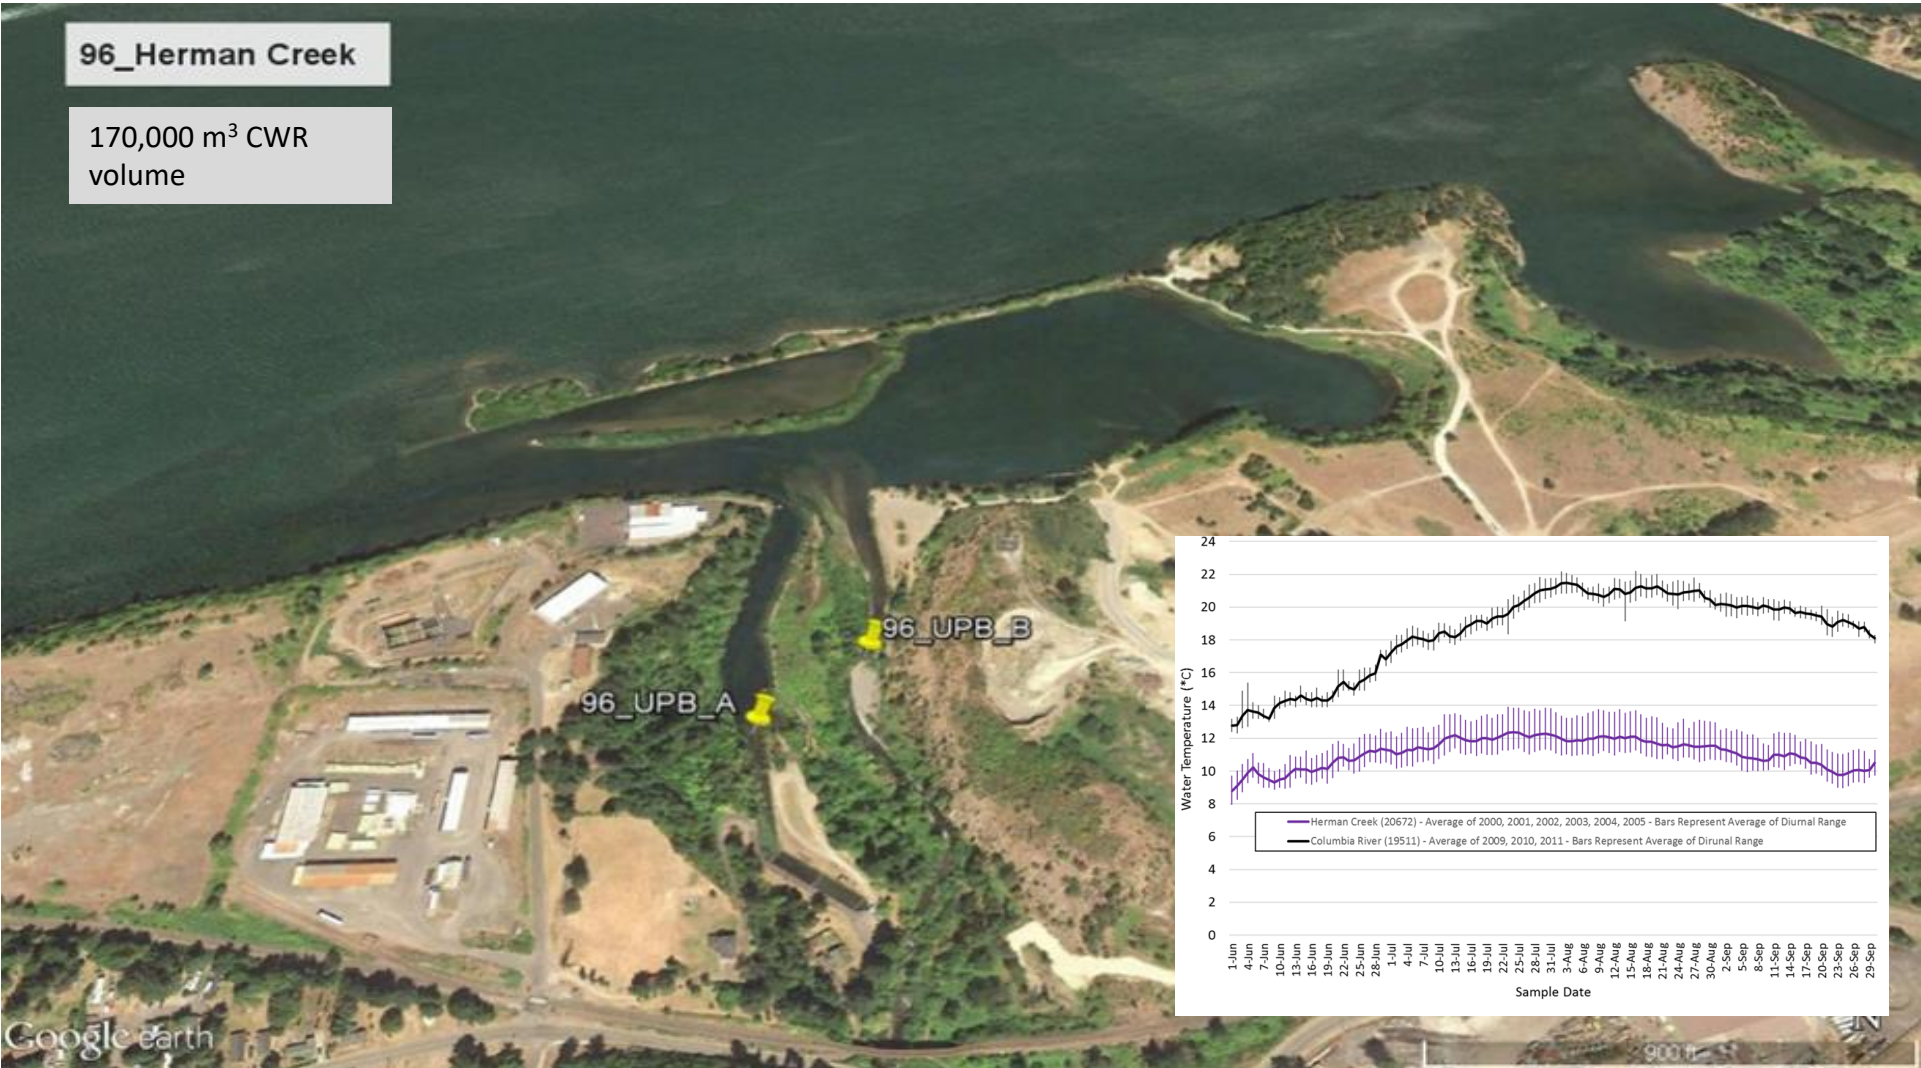 96_Herman Creek
170,000 m³ CWR
volume
96_UPB_B
96_UPB_A
24
22
20
18
16
14
12
10
8
6
4
2
0
Water Temperature (°C)
Herman Creek (20672) - Average of 2000, 2001, 2002, 2003, 2004, 2005 - Bars Represent Average of Diurnal Range
Columbia River (19511) - Average of 2009, 2010, 2011 - Bars Represent Average of Dirunal Range
1-Jun
4-Jun
7-Jun
10-Jun
13-Jun
16-Jun
19-Jun
22-Jun
25-Jun
28-Jun
1-Jul
4-Jul
7-Jul
10-Jul
13-Jul
16-Jul
19-Jul
22-Jul
25-Jul
28-Jul
31-Jul
3-Aug
6-Aug
9-Aug
12-Aug
15-Aug
18-Aug
21-Aug
24-Aug
27-Aug
30-Aug
2-Sep
5-Sep
8-Sep
11-Sep
14-Sep
17-Sep
20-Sep
23-Sep
26-Sep
29-Sep
Sample Date
Google earth
N
900 ft